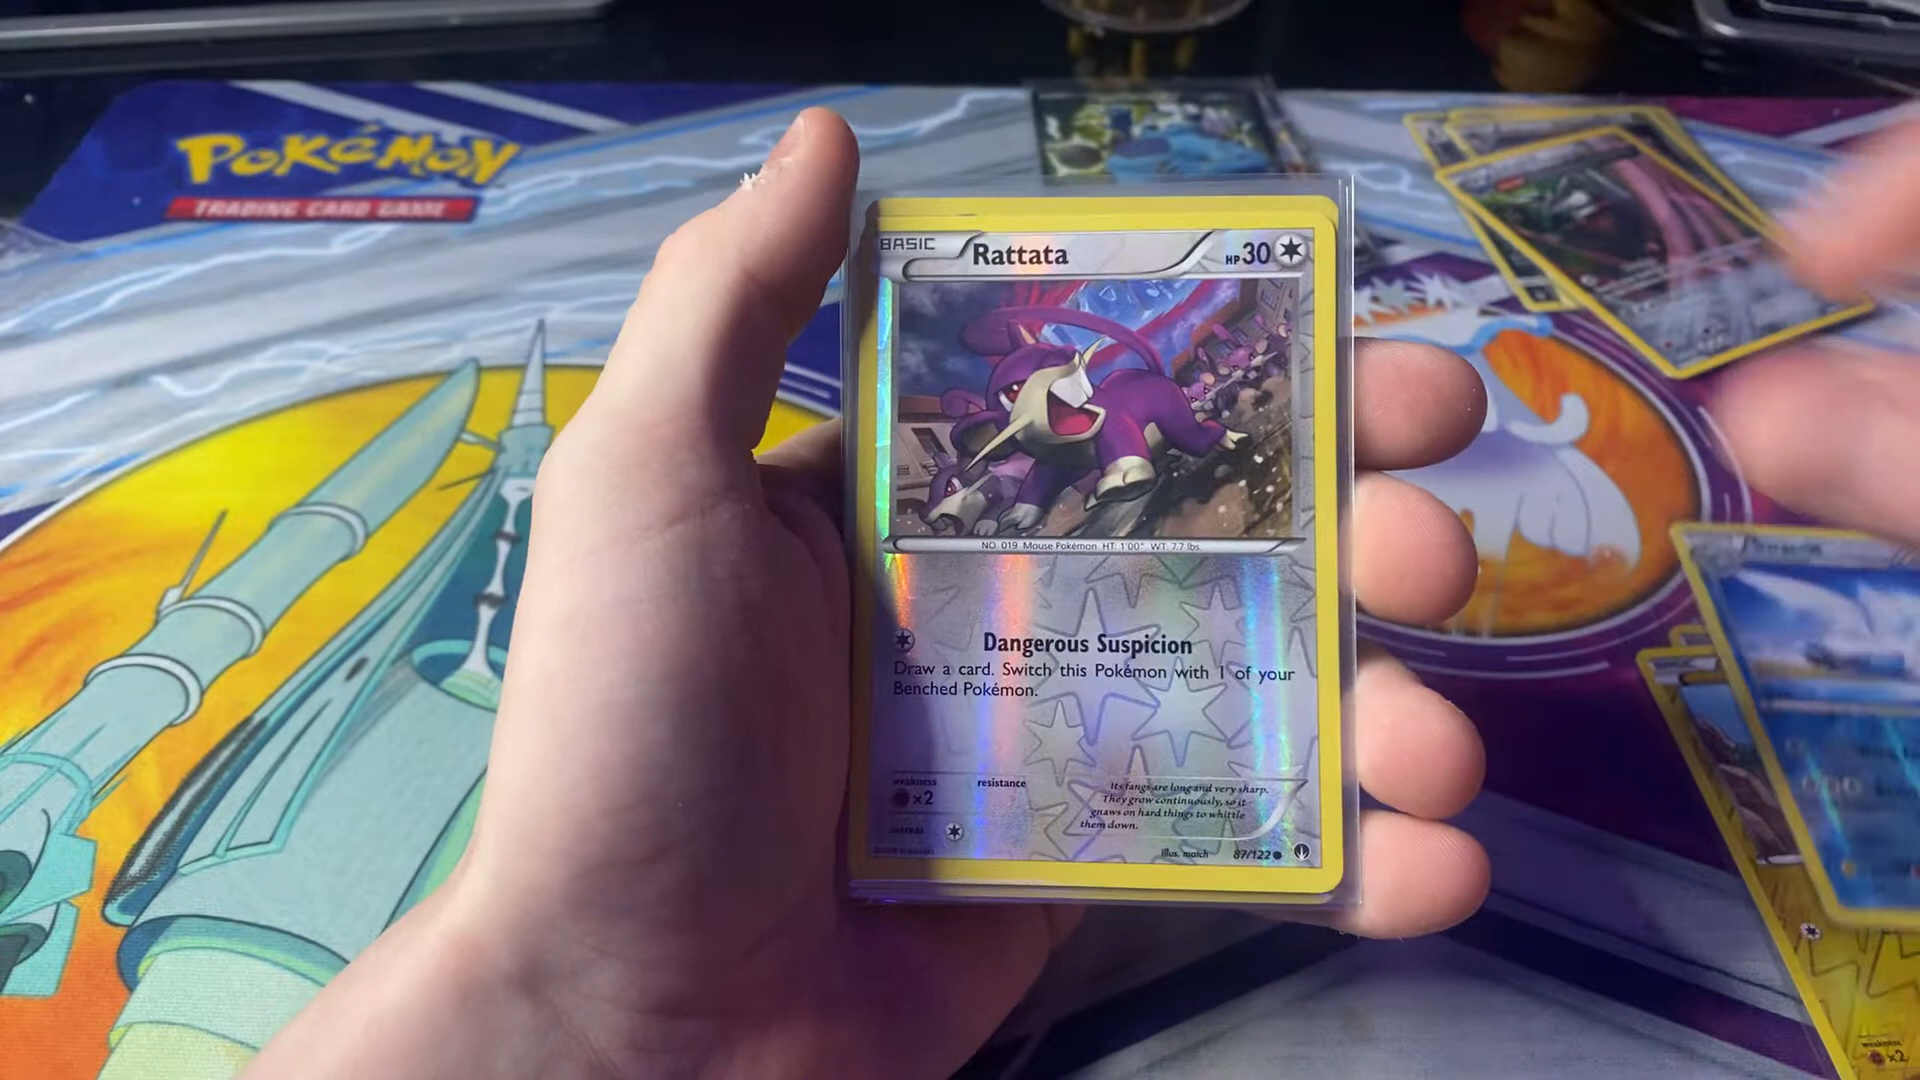 POKéMON
TRADING CARD GAME
BASIC
Rattata
HP30
NO. 019 Mouse Pokémon HT: 1'00" WT: 7.7 lbs.
Dangerous Suspicion
Draw a card. Switch this Pokémon with 1 of your
Benched Pokémon.
weakness
resistance
×2
Its fangs are long and very sharp.
They grow continuously, so it
gnaws on hard things to whittle
them down.
Illus. match
87/122
weakness
×2